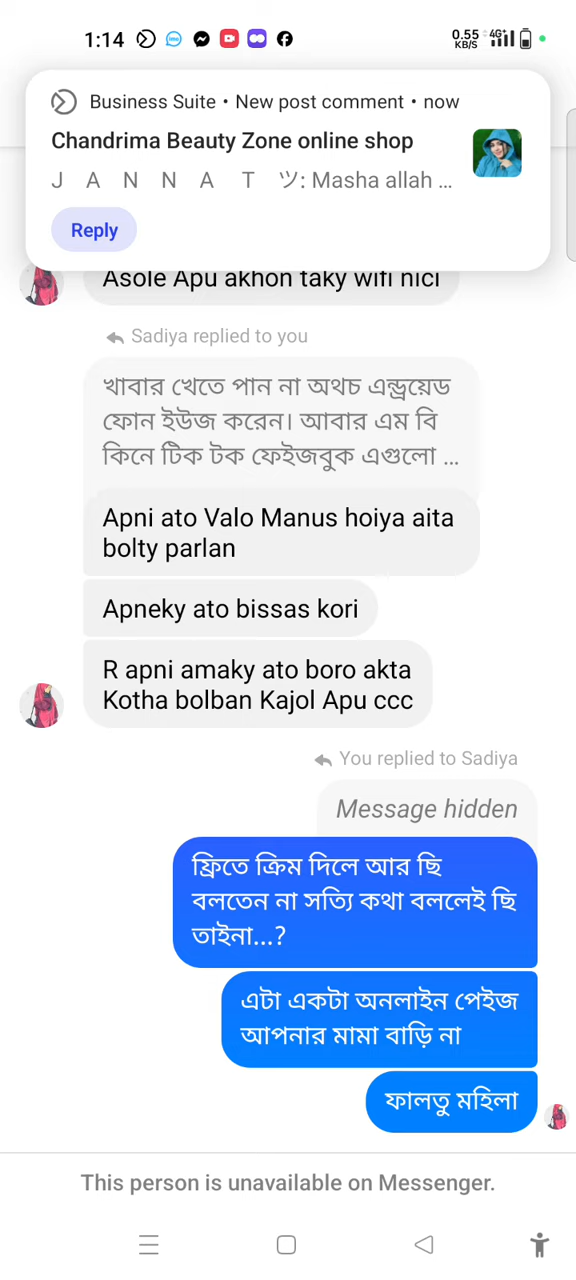 1:14
0.55 KB/S 4G+
Business Suite • New post comment • now
Chandrima Beauty Zone online shop
J A N N A T ツ: Masha allah ...
Reply
Asole Apu akhon taky wifi nici
Sadiya replied to you
খাবার খেতে পান না অথচ এন্ড্রয়েড
ফোন ইউজ করেন। আবার এম বি
কিনে টিক টক ফেইজবুক এগুলো ...
Apni ato Valo Manus hoiya aita
bolty parlan
Apneky ato bissas kori
R apni amaky ato boro akta
Kotha bolban Kajol Apu ccc
You replied to Sadiya
Message hidden
ফ্রিতে ক্রিম দিলে আর ছি
বলতেন না সত্যি কথা বললেই ছি
তাইনা...?
এটা একটা অনলাইন পেইজ
আপনার মামা বাড়ি না
ফালতু মহিলা
This person is unavailable on Messenger.